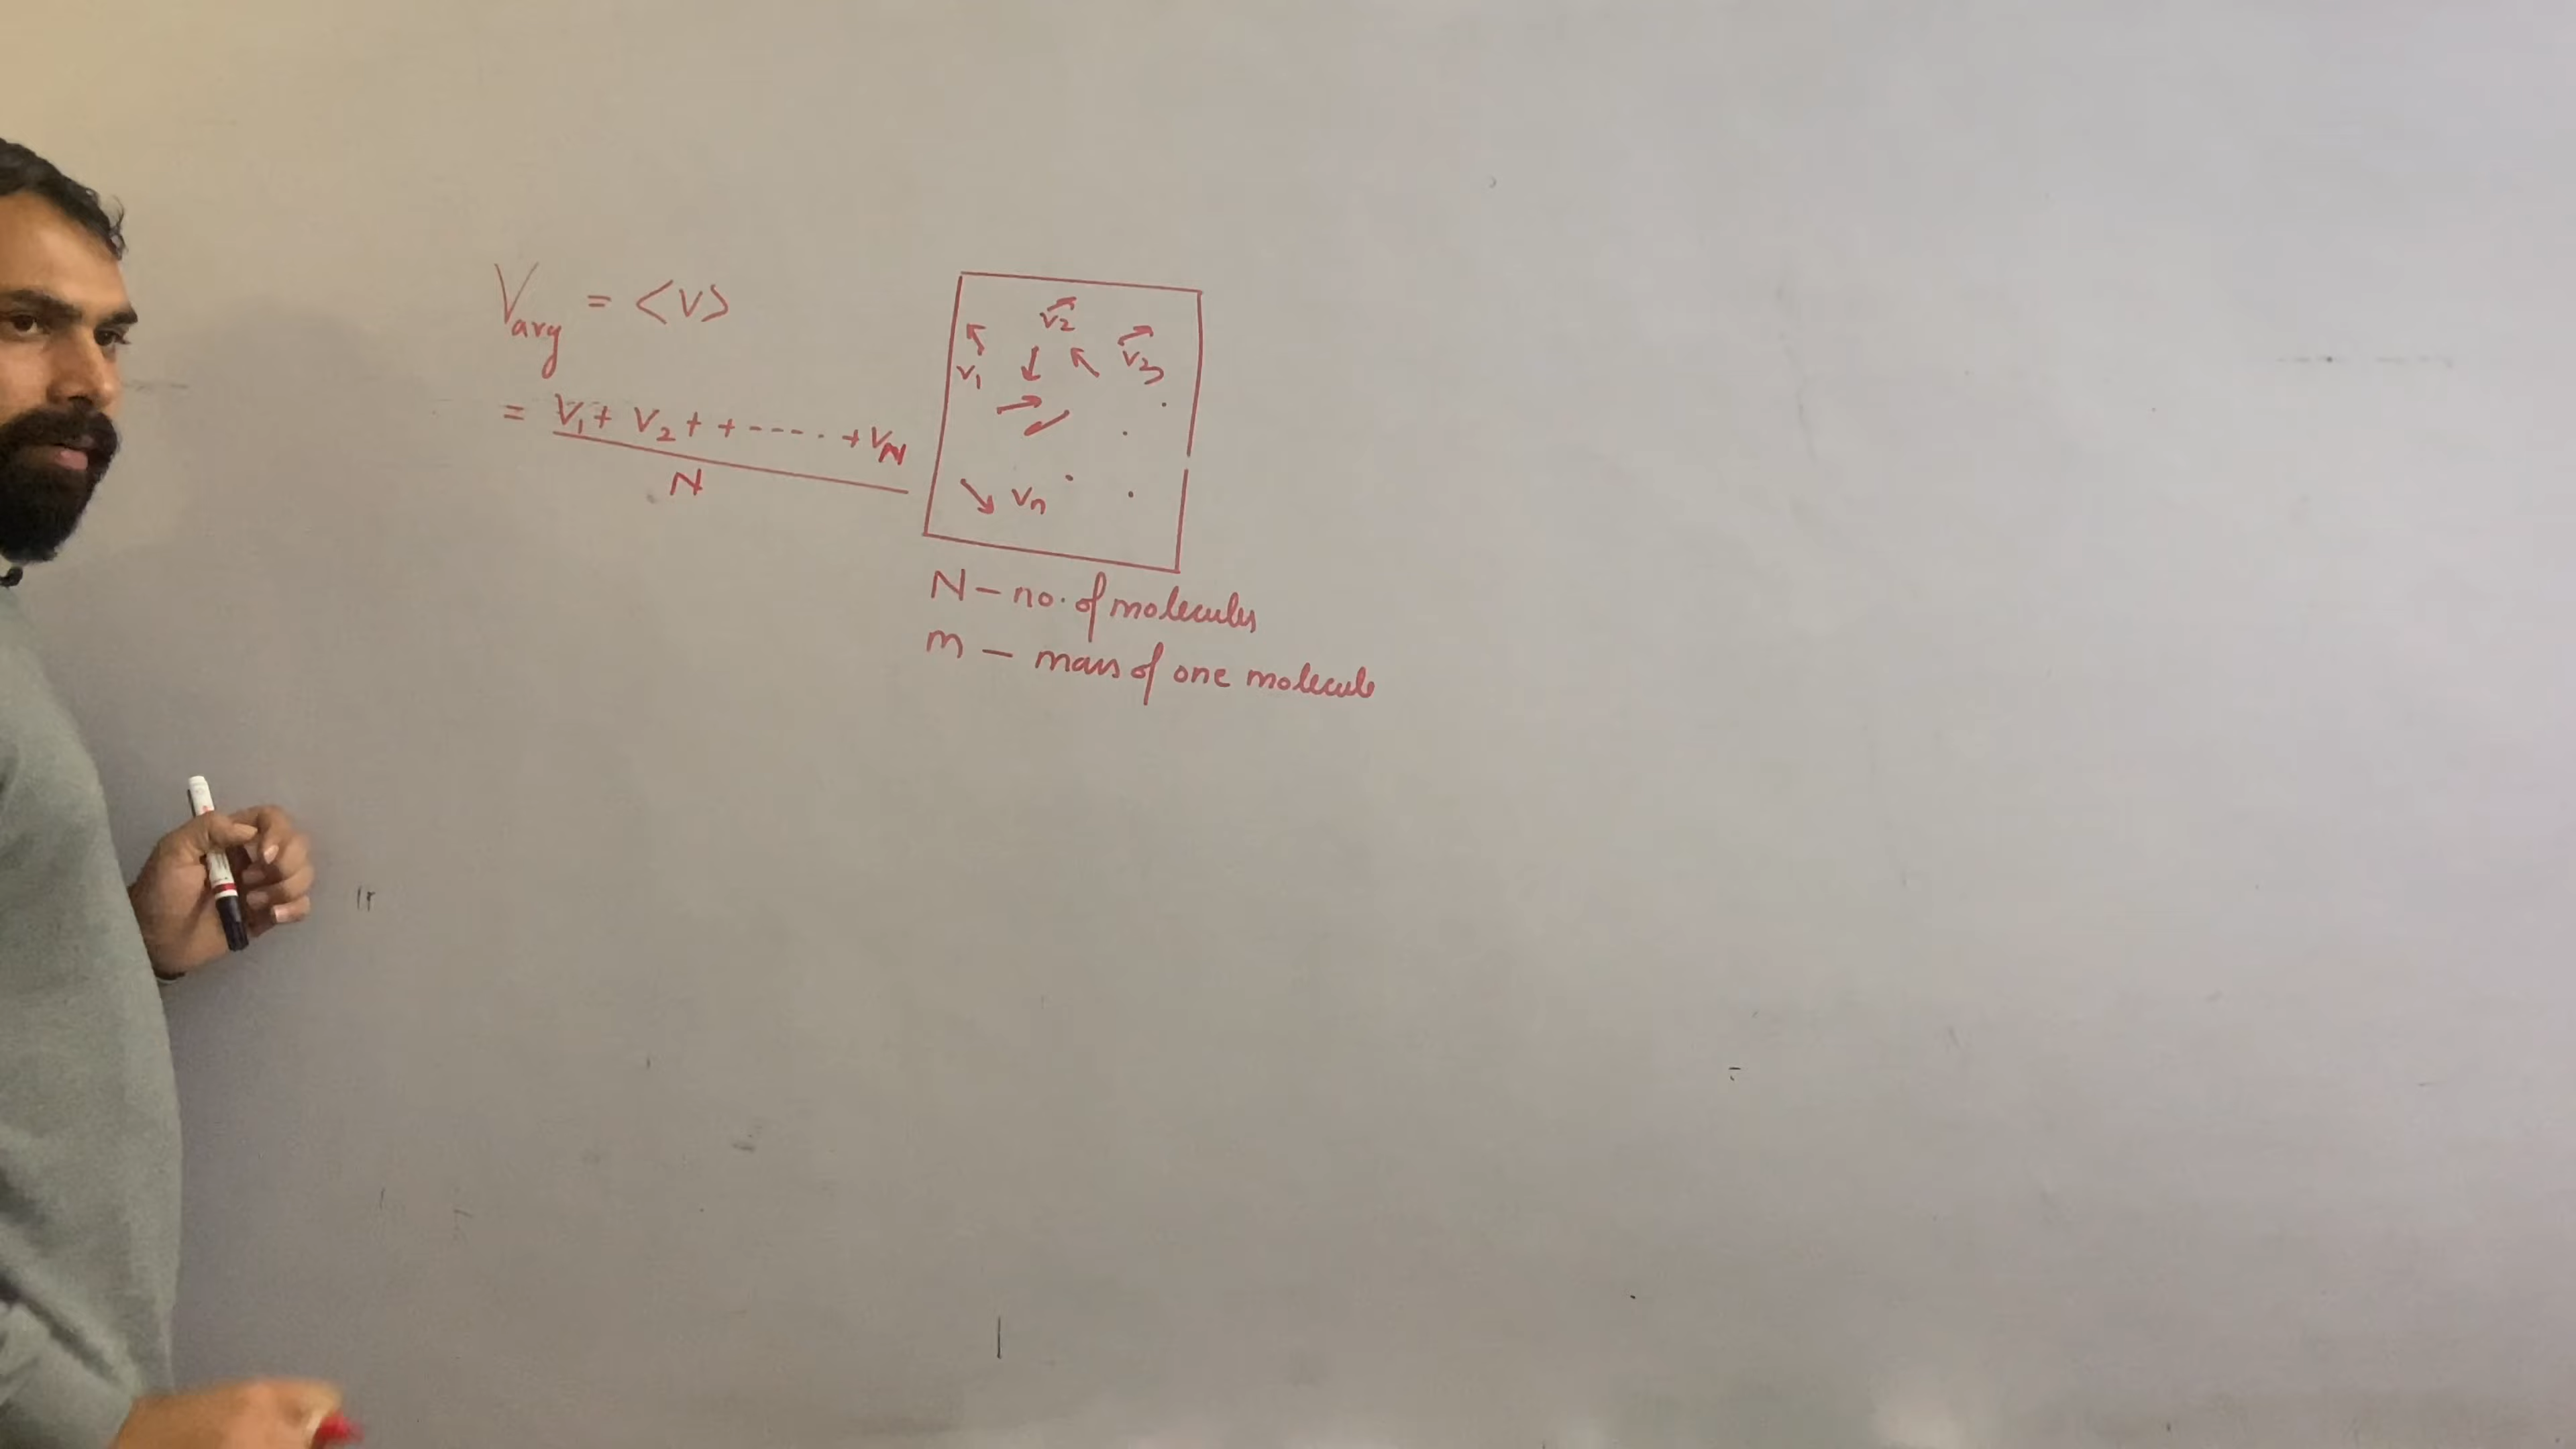 Vavg = <v>
= V1 + V2 + + ----. + VN
N
v1
v2
v3
vn
N - no. of molecules
m - mass of one molecule